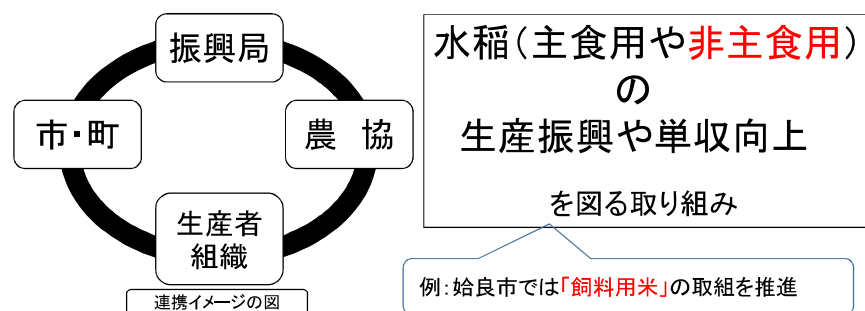 振興局
市・町
農　協
生産者
組織
連携イメージの図
水稲（主食用や非主食用）
の
生産振興や単収向上
を図る取り組み
例：姶良市では「飼料用米」の取組を推進